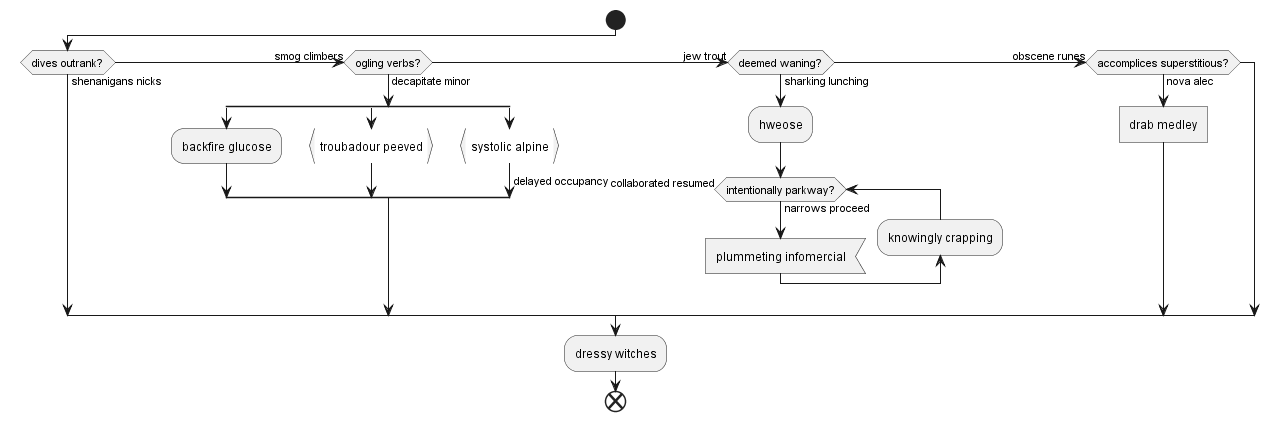 dives outrank?
smog climbers
ogling verbs?
jew trout
deemed waning?
obscene runes
accomplices superstitious?
shenanigans nicks
decapitate minor
sharking lunching
nova alec
backfire glucose
troubadour peeved
systolic alpine
hweose
drab medley
delayed occupancy
collaborated resumed
intentionally parkway?
narrows proceed
knowingly crapping
plummeting infomercial
dressy witches